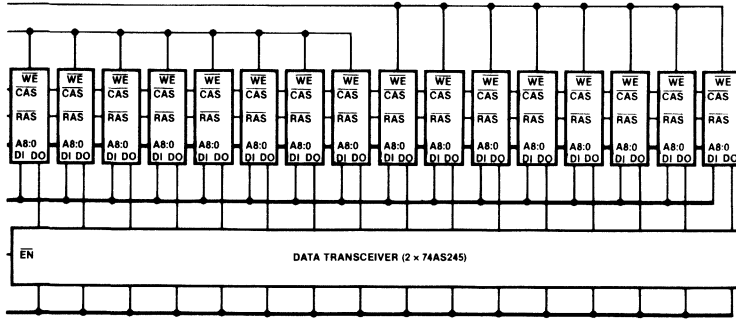 WE WE WE WE WE WE WE WE WE WE WE WE WE WE WE WE
CAS CAS CAS CAS CAS CAS CAS CAS CAS CAS CAS CAS CAS CAS CAS CAS
RAS RAS RAS RAS RAS RAS RAS RAS RAS RAS RAS RAS RAS RAS RAS RAS
A8:0 A8:0 A8:0 A8:0 A8:0 A8:0 A8:0 A8:0 A8:0 A8:0 A8:0 A8:0 A8:0 A8:0 A8:0 A8:0
DI DO DI DO DI DO DI DO DI DO DI DO DI DO DI DO DI DO DI DO DI DO DI DO DI DO DI DO DI DO DI DO
EN
DATA TRANSCEIVER (2 × 74AS245)